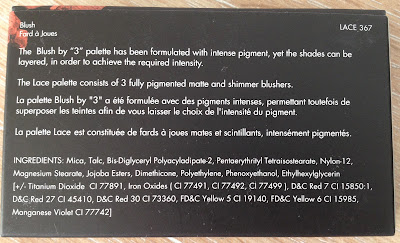 Blush
Fard à Joues
LACE 367
The Blush by "3" palette has been formulated with intense pigment, yet the shades can be
layered, in order to achieve the required intensity.
The Lace palette consists of 3 fully pigmented matte and shimmer blushers.
La palette Blush by "3" a été formulée avec des pigments intenses, permettant toutefois de
superposer les teintes afin de vous laisser le choix de l'intensité du pigment.
La palette Lace est constituée de fards à joues mates et scintillants, intensément pigmentés.
INGREDIENTS: Mica, Talc, Bis-Diglyceryl Polyacyladipate-2, Pentaerythrityl Tetraisostearate, Nylon-12,
Magnesium Stearate, Jojoba Esters, Dimethicone, Polyethylene, Phenoxyethanol, Ethylhexylglycerin
[+/- Titanium Dioxide CI 77891, Iron Oxides ( CI 77491, CI 77492, CI 77499 ), D&C Red 7 CI 15850:1,
D&C Red 27 CI 45410, D&C Red 30 CI 73360, FD&C Yellow 5 CI 19140, FD&C Yellow 6 CI 15985,
Manganese Violet CI 77742]